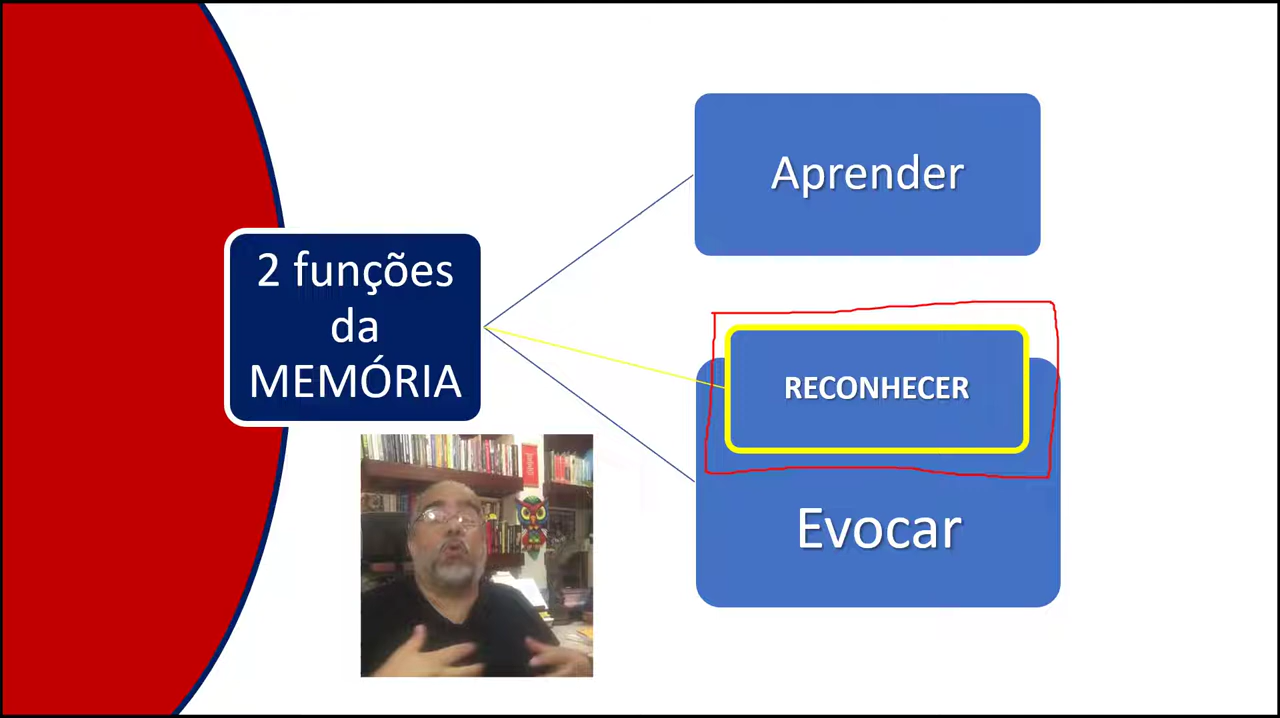 2 funções
da
MEMÓRIA
Aprender
RECONHECER
Evocar